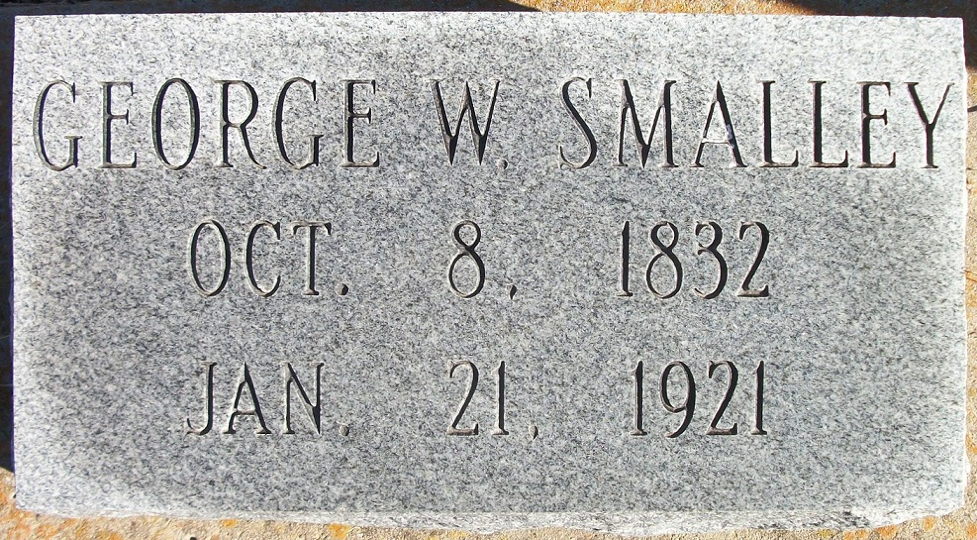 GEORGE W. SMALLEY
OCT. 8, 1832
JAN. 21, 1921